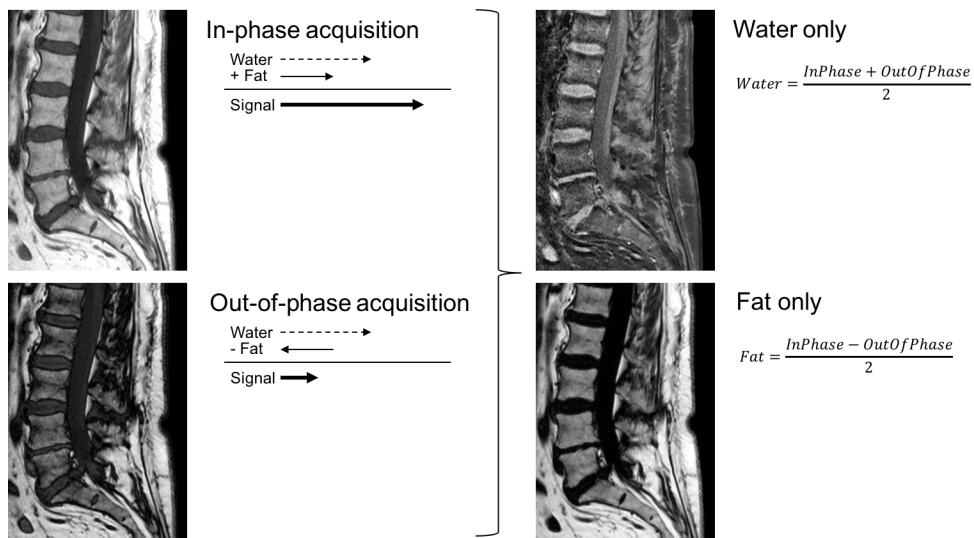 In-phase acquisition
Water
+ Fat
Signal
Out-of-phase acquisition
Water
- Fat
Signal
Water only
Water = InPhase + OutOfPhase
2
Fat only
Fat = InPhase − OutOfPhase
2